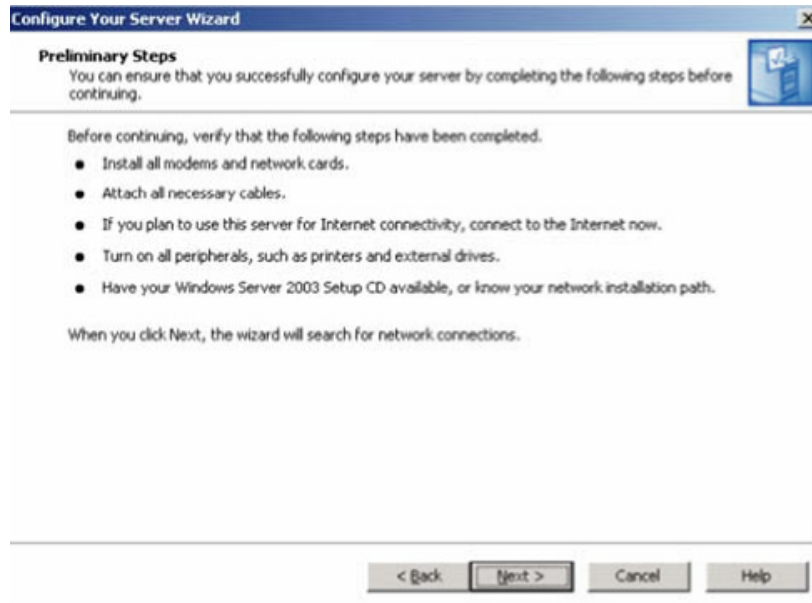 Configure Your Server Wizard
Preliminary Steps
You can ensure that you successfully configure your server by completing the following steps before
continuing.
Before continuing, verify that the following steps have been completed.
● Install all modems and network cards.
● Attach all necessary cables.
● If you plan to use this server for Internet connectivity, connect to the Internet now.
● Turn on all peripherals, such as printers and external drives.
● Have your Windows Server 2003 Setup CD available, or know your network installation path.
When you click Next, the wizard will search for network connections.
< Back Next > Cancel Help